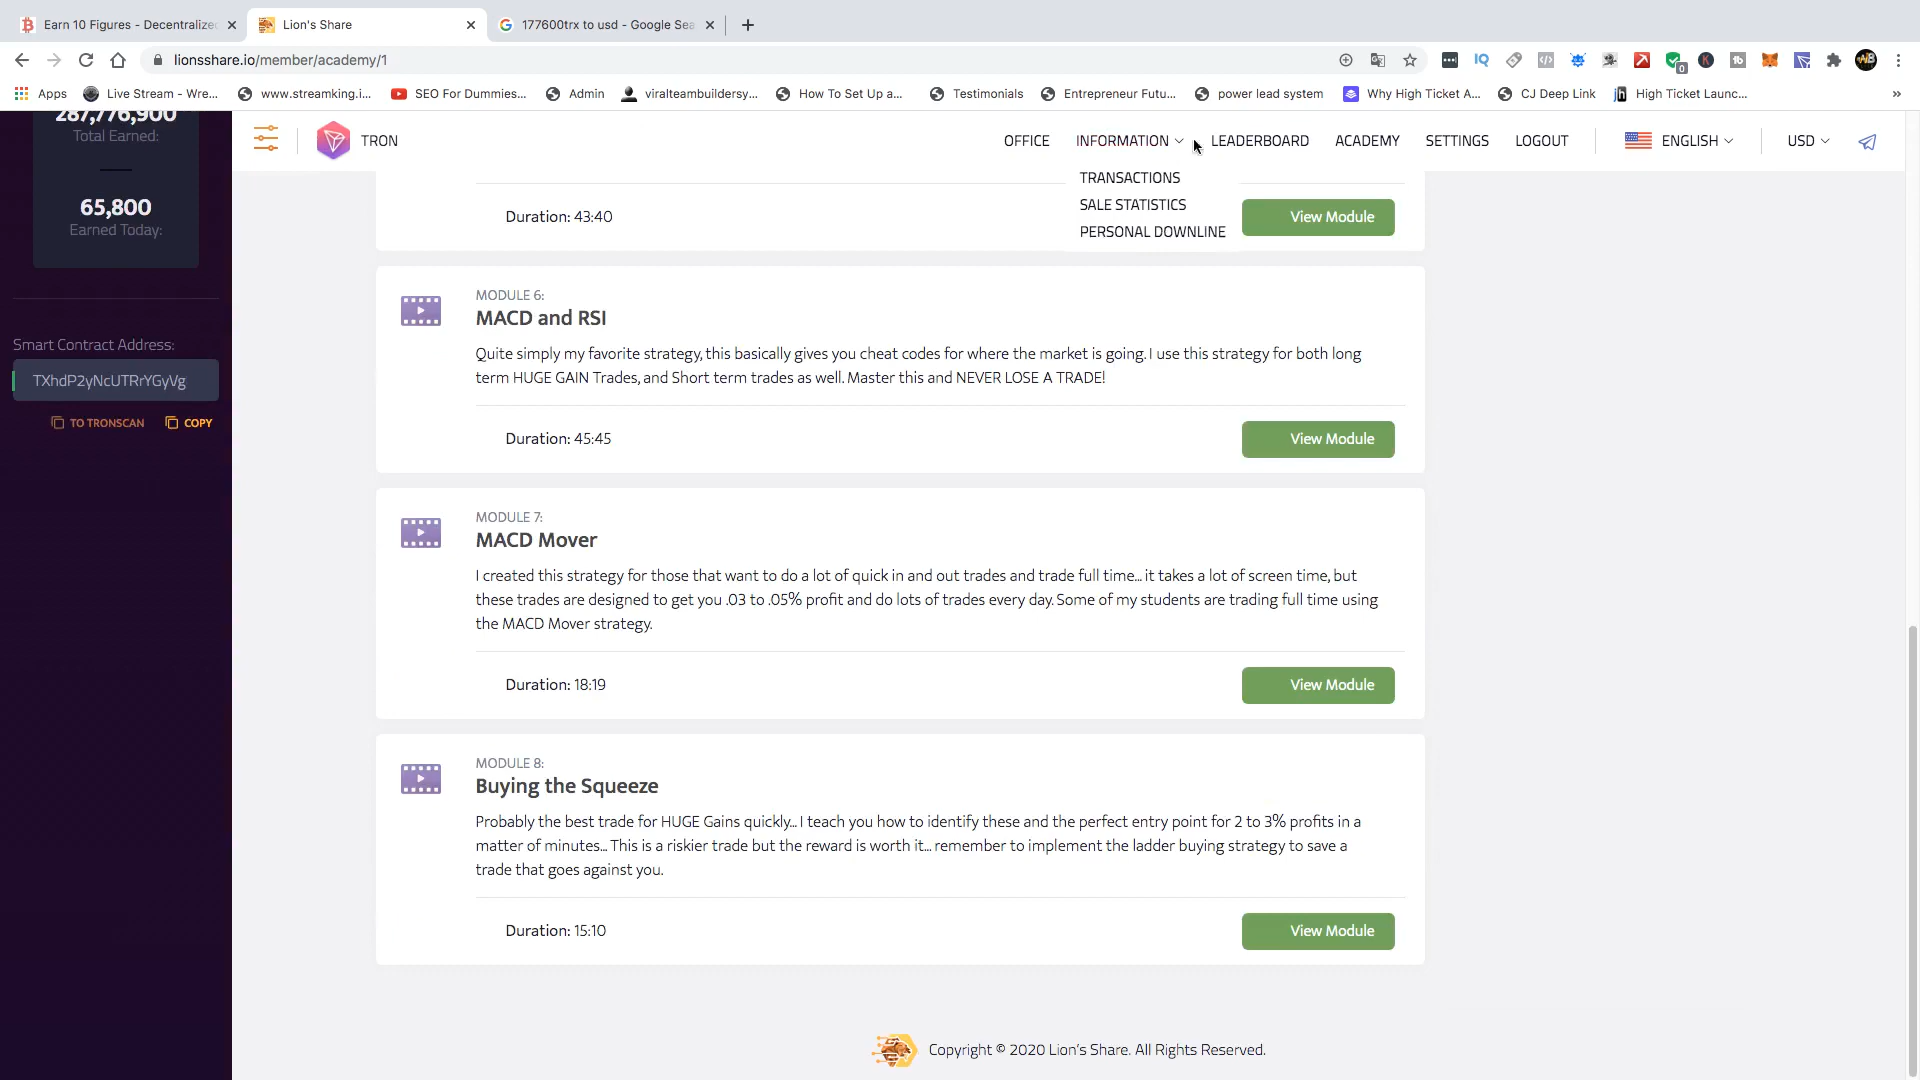 Earn 10 Figures - Decentralize
Lion's Share
177600trx to usd - Google Sea
lionsshare.io/member/academy/1
IQ
0
K
Apps
Live Stream - Wre...
www.streamking.i...
SEO For Dummies...
Admin
viralteambuildersy...
How To Set Up a...
Testimonials
Entrepreneur Futu...
power lead system
Why High Ticket A...
CJ Deep Link
High Ticket Launc...
»
287,776,900
Total Earned:
65,800
Earned Today:
Smart Contract Address:
TXhdP2yNcUTRrYGyVg
TO TRONSCAN
COPY
TRON
OFFICE
INFORMATION
LEADERBOARD
ACADEMY
SETTINGS
LOGOUT
ENGLISH
USD
TRANSACTIONS
SALE STATISTICS
PERSONAL DOWNLINE
Duration: 43:40
View Module
MODULE 6:
MACD and RSI
Quite simply my favorite strategy, this basically gives you cheat codes for where the market is going. I use this strategy for both long
term HUGE GAIN Trades, and Short term trades as well. Master this and NEVER LOSE A TRADE!
Duration: 45:45
View Module
MODULE 7:
MACD Mover
I created this strategy for those that want to do a lot of quick in and out trades and trade full time... it takes a lot of screen time, but
these trades are designed to get you .03 to .05% profit and do lots of trades every day. Some of my students are trading full time using
the MACD Mover strategy.
Duration: 18:19
View Module
MODULE 8:
Buying the Squeeze
Probably the best trade for HUGE Gains quickly... I teach you how to identify these and the perfect entry point for 2 to 3% profits in a
matter of minutes... This is a riskier trade but the reward is worth it... remember to implement the ladder buying strategy to save a
trade that goes against you.
Duration: 15:10
View Module
Copyright © 2020 Lion's Share. All Rights Reserved.